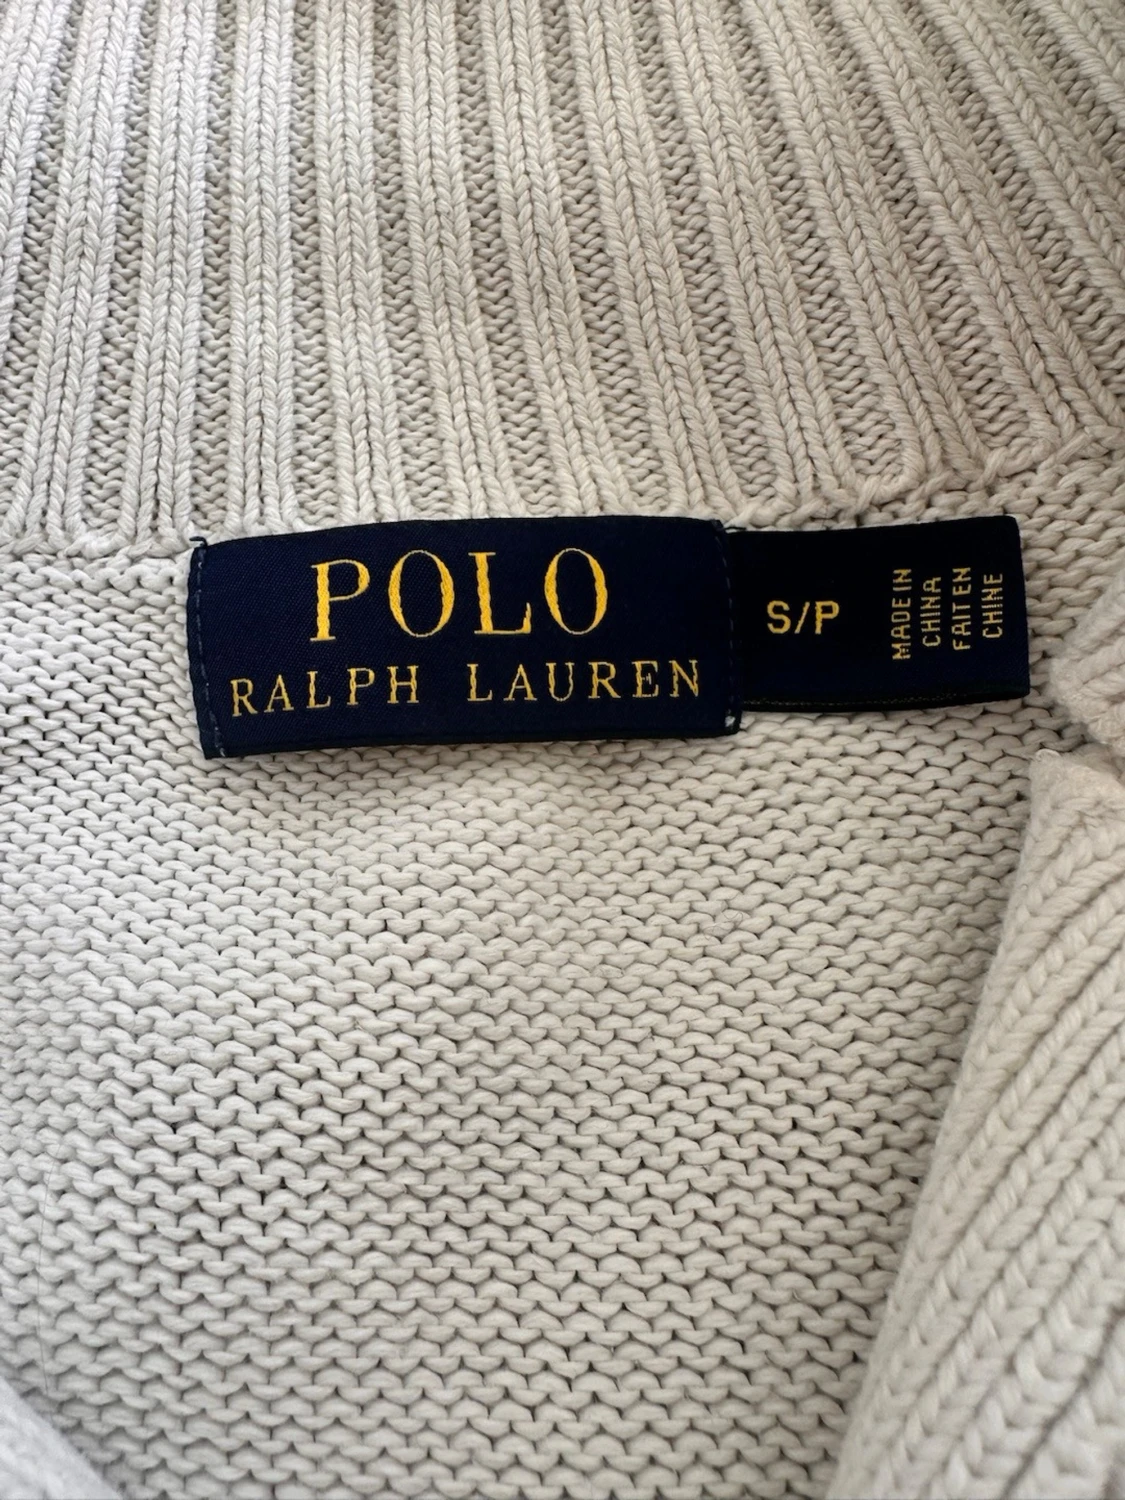 POLO
RALPH LAUREN
S/P
MADE IN
CHINA
FAIT EN
CHINE